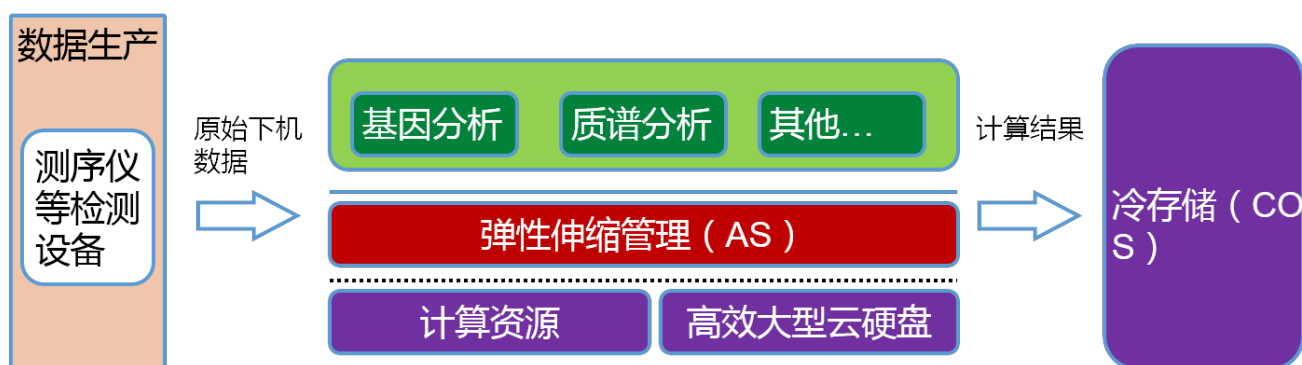 数据生产
测序仪
等检测
设备
原始下机
数据
基因分析
质谱分析
其他...
弹性伸缩管理（AS）
计算资源
高效大型云硬盘
计算结果
冷存储（CO
S）